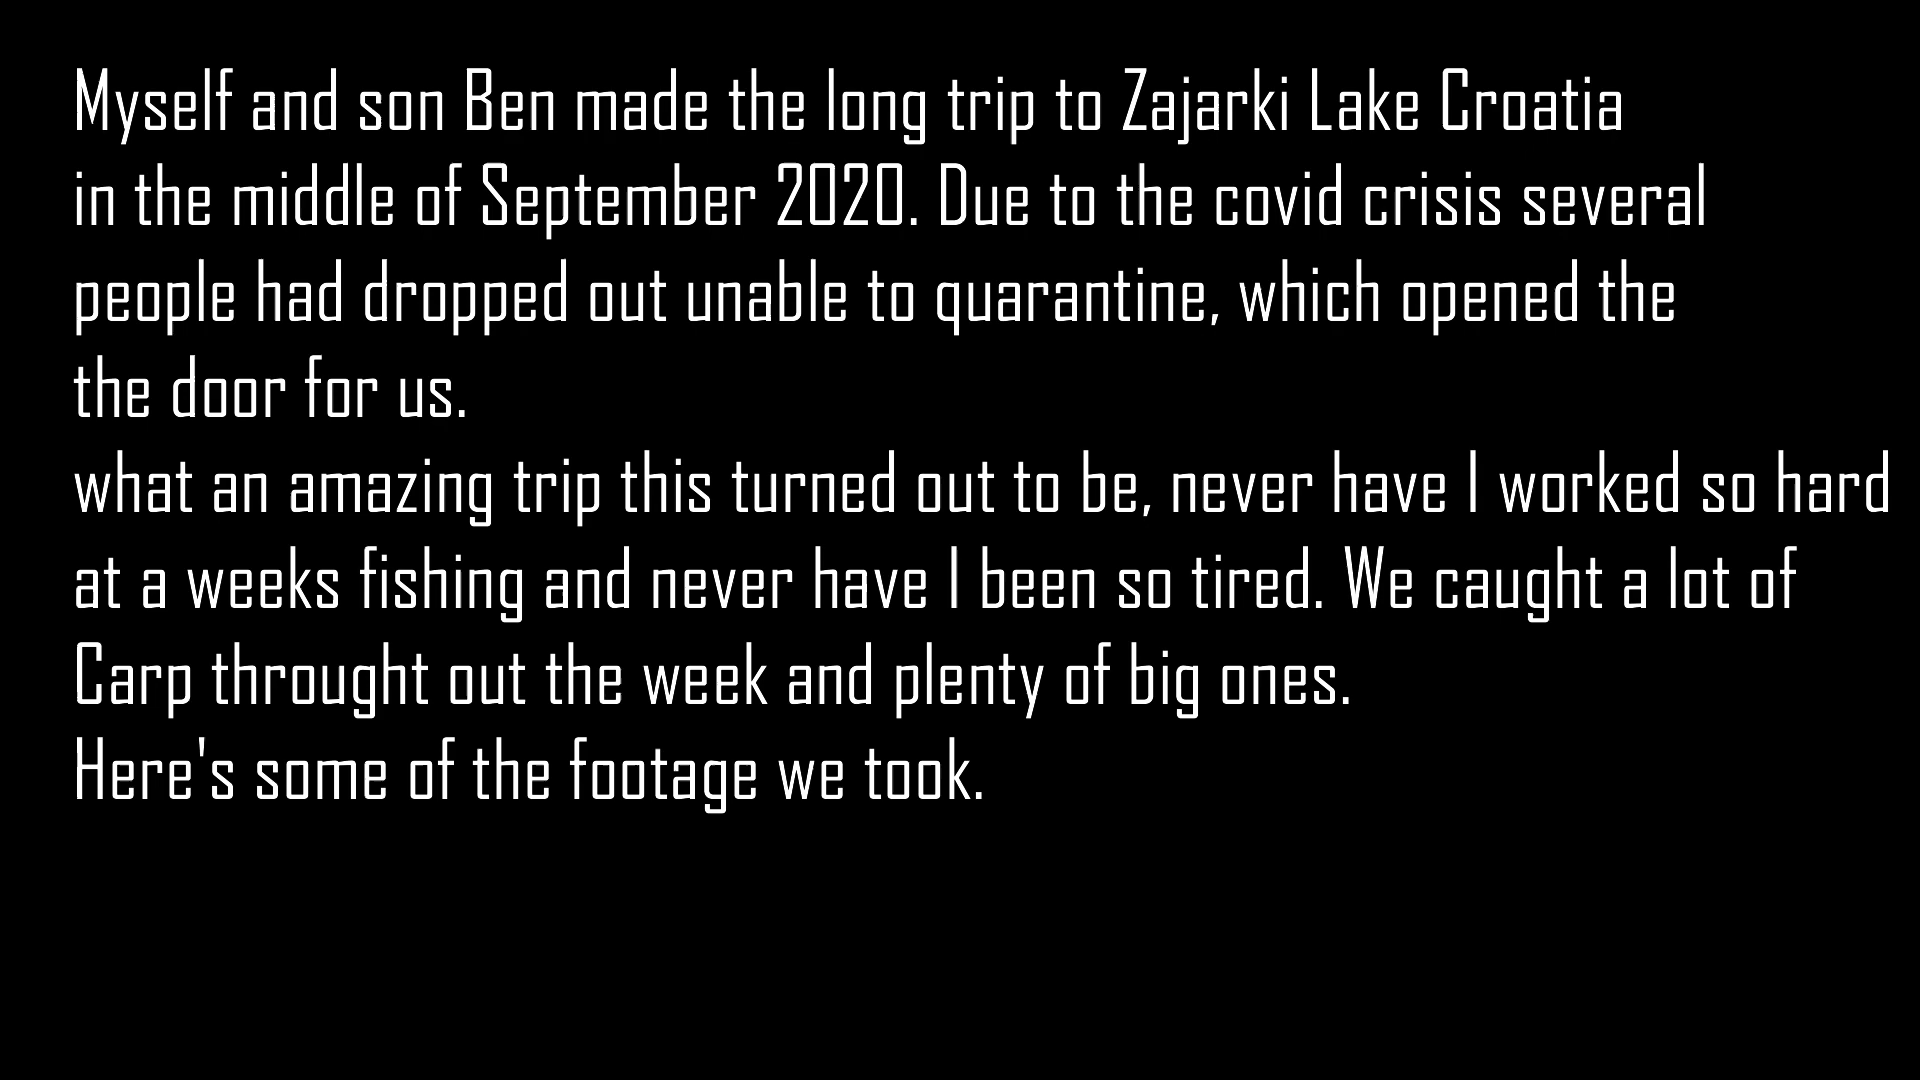 Myself and son Ben made the long trip to Zajarki Lake Croatia
in the middle of September 2020. Due to the covid crisis several
people had dropped out unable to quarantine, which opened the
the door for us.
what an amazing trip this turned out to be, never have I worked so hard
at a weeks fishing and never have I been so tired. We caught a lot of
Carp throught out the week and plenty of big ones.
Here's some of the footage we took.